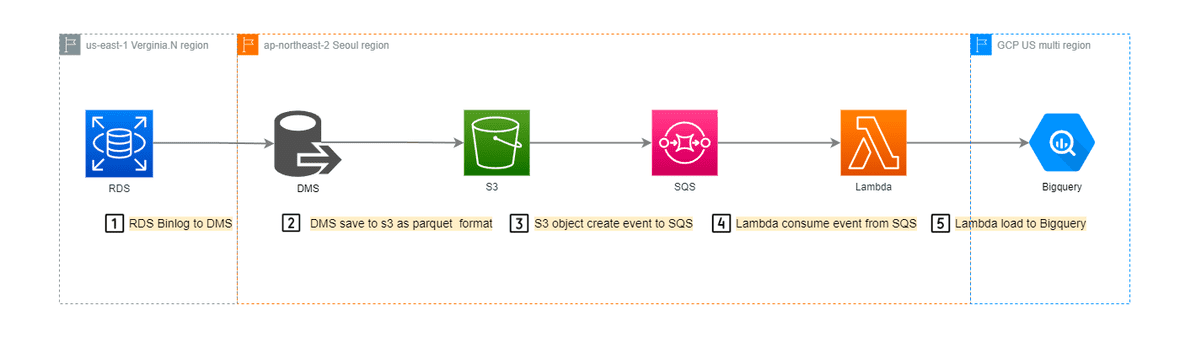 us-east-1 Verginia.N region
ap-northeast-2 Seoul region
GCP US multi region
RDS
DMS
S3
SQS
Lambda
Bigquery
1 RDS Binlog to DMS
2 DMS save to s3 as parquet format
3 S3 object create event to SQS
4 Lambda consume event from SQS
5 Lambda load to Bigquery